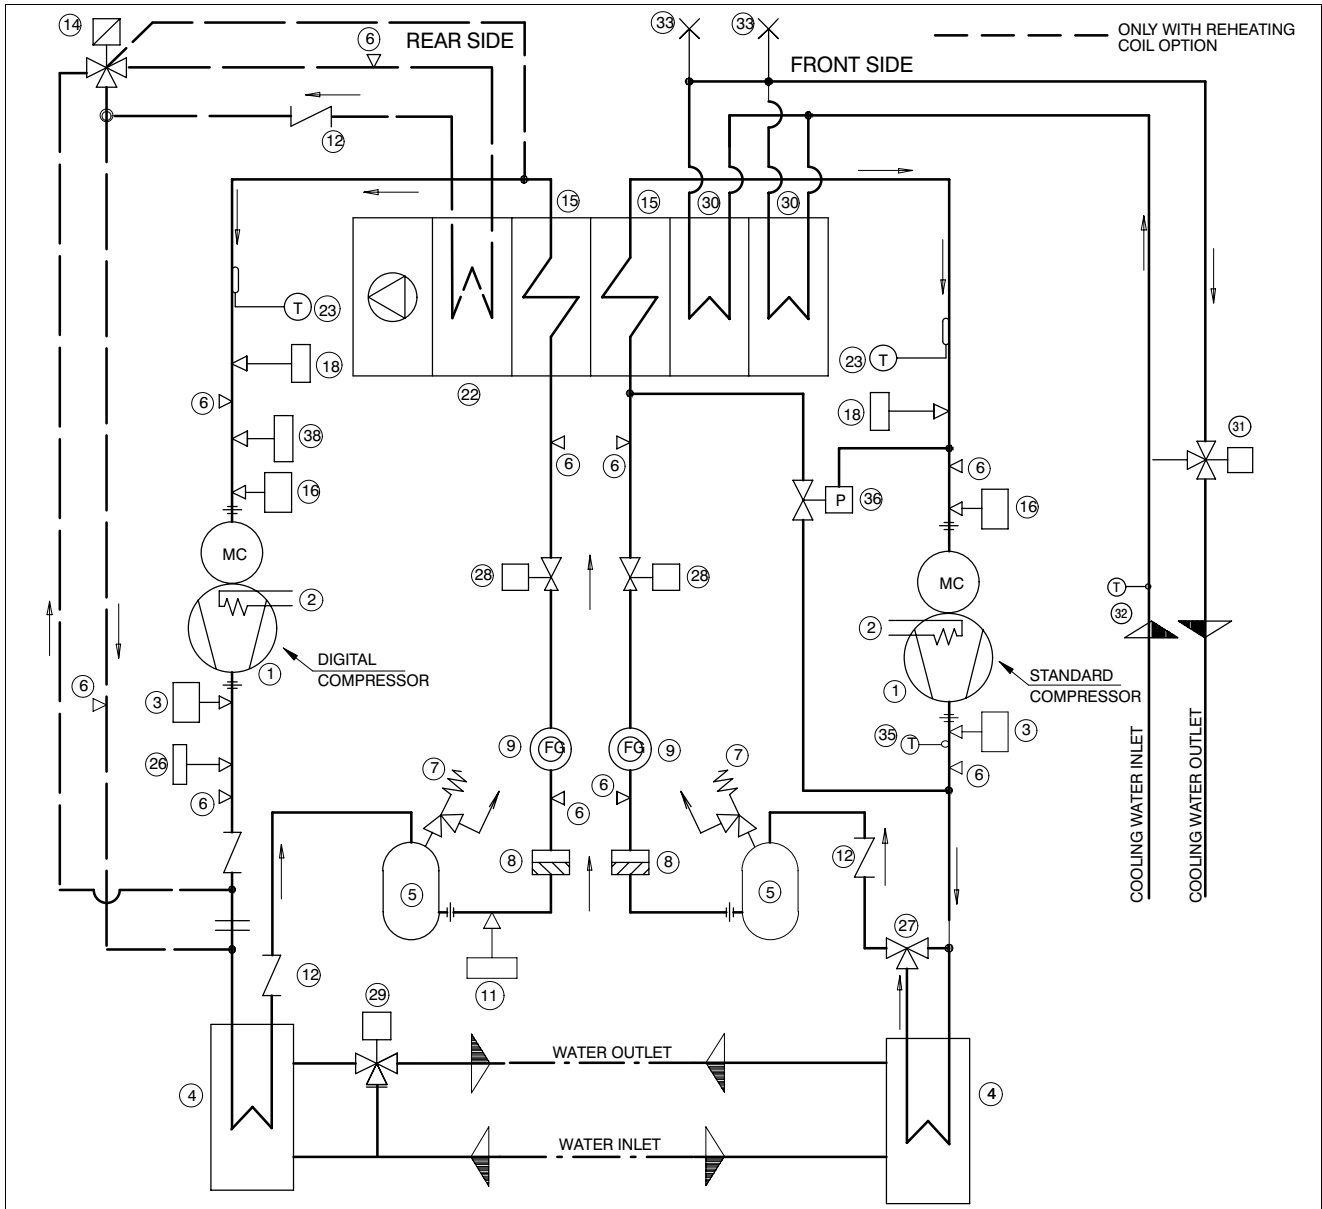 14
6
REAR SIDE
33
33
ONLY WITH REHEATING
COIL OPTION
FRONT SIDE
12
15
15
30
30
T
23
18
6
38
16
22
23
T
18
6
6
6
31
P
36
16
MC
MC
28
28
2
2
T
32
DIGITAL
COMPRESSOR
1
STANDARD
COMPRESSOR
1
6
3
3
35
T
9
FG
FG
9
26
7
7
6
6
6
6
COOLING WATER INLET
COOLING WATER OUTLET
8
8
12
5
5
27
12
11
29
WATER OUTLET
4
4
WATER INLET